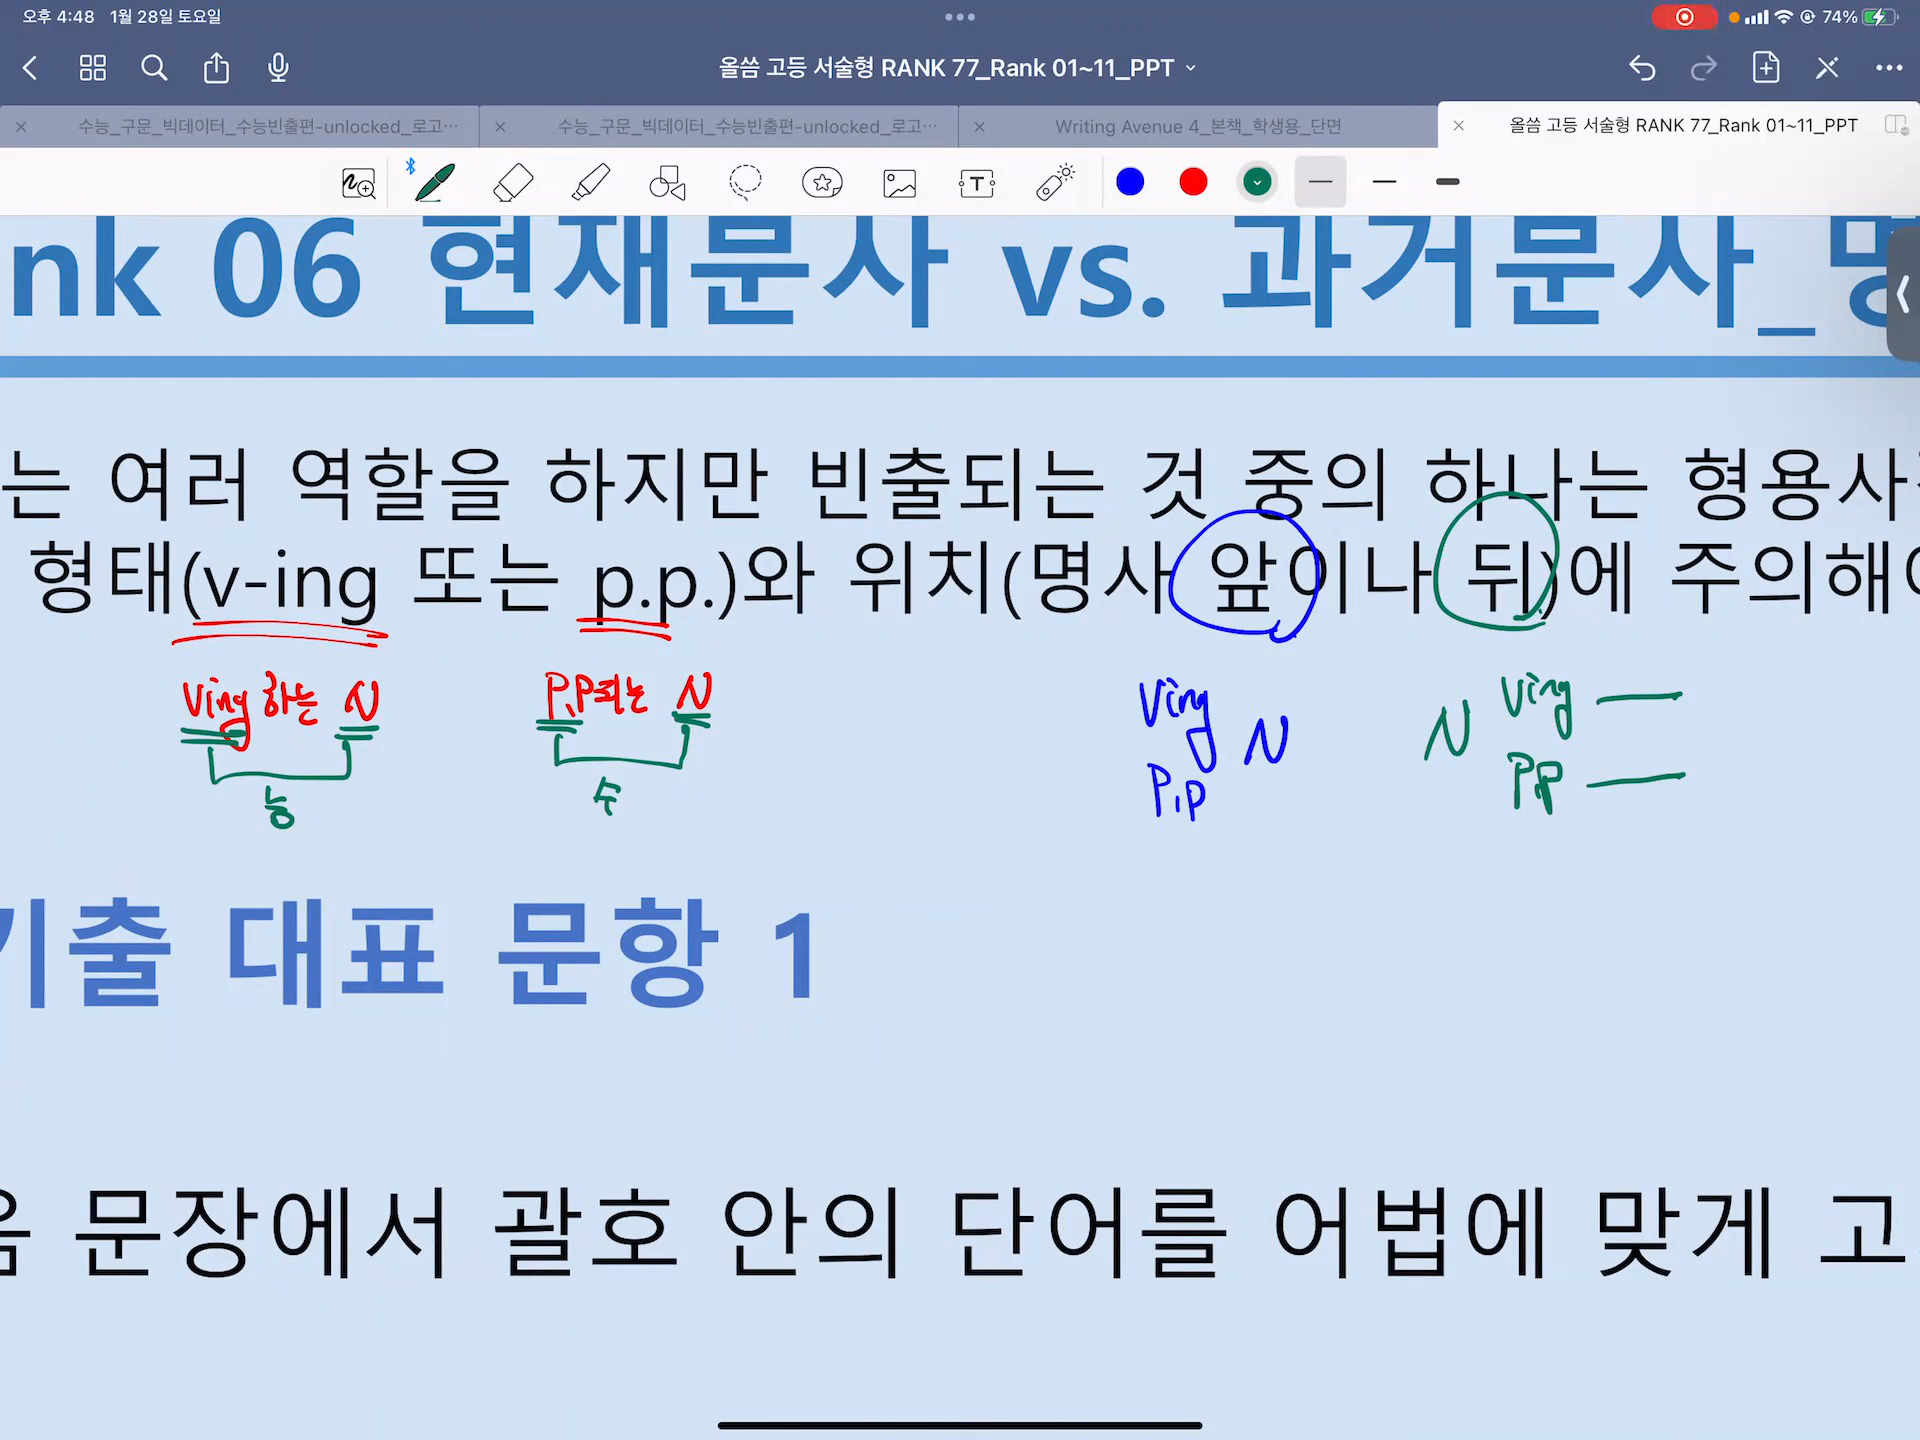 오후 4:48 1월 28일 토요일
74%
올씀 고등 서술형 RANK 77_Rank 01~11_PPT
수능_구문_빅데이터_수능빈출편-unlocked_로고…
수능_구문_빅데이터_수능빈출편-unlocked_로고…
Writing Avenue 4_본책_학생용_단면
올씀 고등 서술형 RANK 77_Rank 01~11_PPT
nk 06 현재분사 vs. 과거분사_명
는 여러 역할을 하지만 빈출되는 것 중의 하나는 형용사
형태(v-ing 또는 p.p.)와 위치(명사 앞이나 뒤)에 주의해야
Ving 하는 N
P.P되는 N
Ving
P.P
N
N
Ving
P.P
능
수
기출 대표 문항 1
음 문장에서 괄호 안의 단어를 어법에 맞게 고